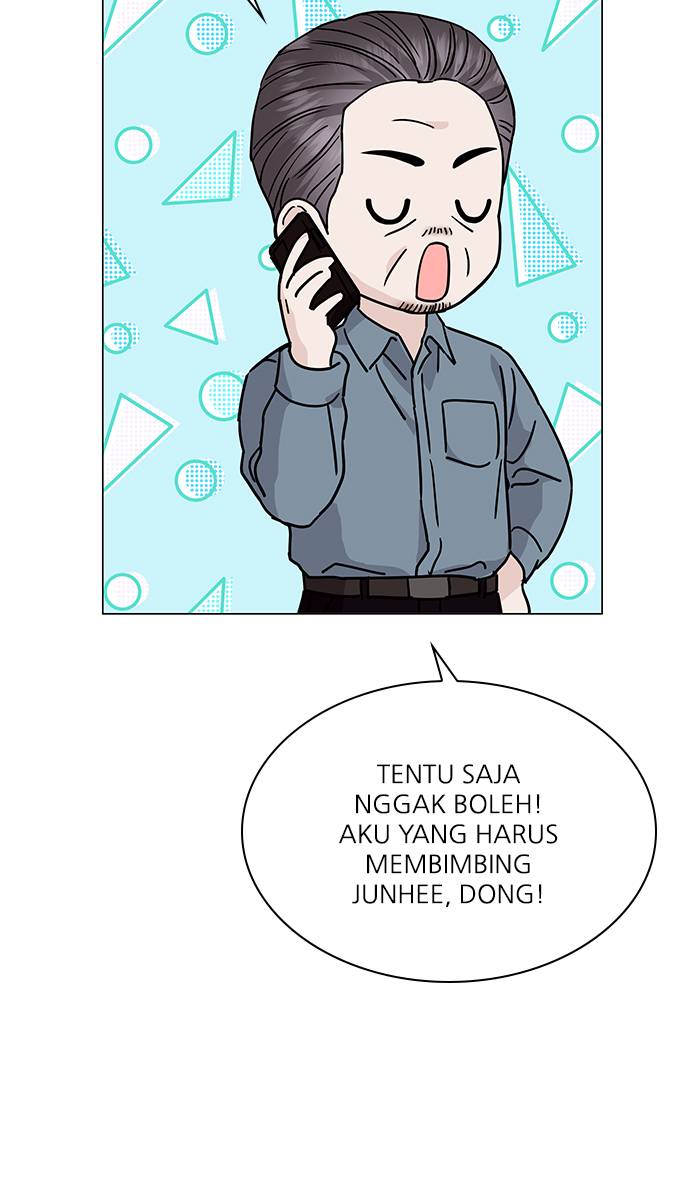 TENTU SAJA
NGGAK BOLEH!
AKU YANG HARUS
MEMBIMBING
JUNHEE, DONG!